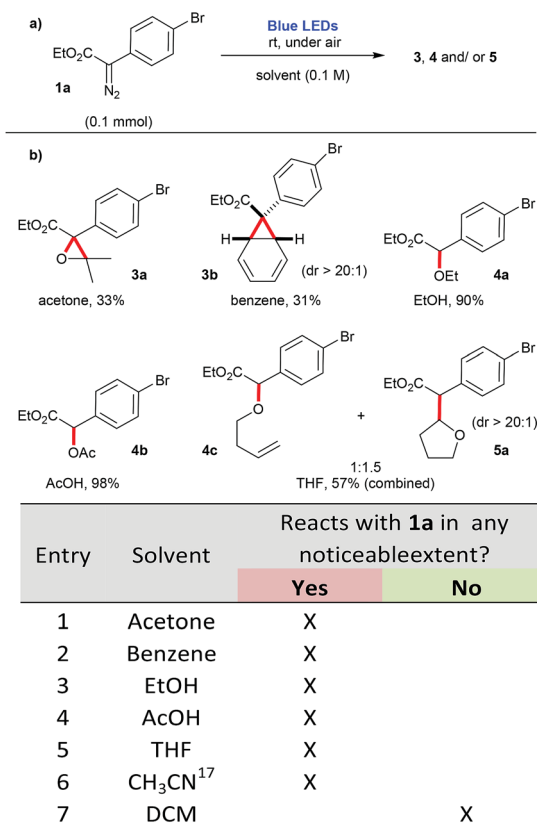 a)
Br
EtO₂C
N₂
1a
(0.1 mmol)
Blue LEDs
rt, under air
solvent (0.1 M)
3, 4 and/ or 5
b)
Br
EtO₂C
O
3a
acetone, 33%
Br
EtO₂C
H
H
3b
(dr > 20:1)
benzene, 31%
Br
EtO₂C
OEt
4a
EtOH, 90%
Br
EtO₂C
OAc
4b
AcOH, 98%
Br
EtO₂C
O
4c
+
Br
EtO₂C
O
(dr > 20:1)
5a
1:1.5
THF, 57% (combined)
Entry Solvent Reacts with 1a in any
noticeableextent?
Yes No
1 Acetone X
2 Benzene X
3 EtOH X
4 AcOH X
5 THF X
6 CH₃CN¹⁷ X
7 DCM X